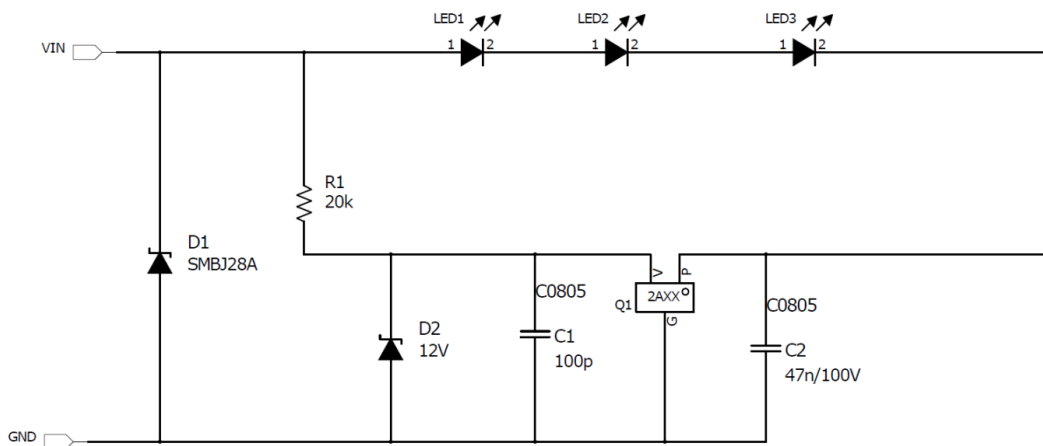 LED1
LED2
LED3
VIN
1 2
1 2
1 2
R1
20k
D1
SMBJ28A
V
P
C0805
2AXX
C0805
Q1
G
D2
12V
C1
100p
C2
47n/100V
GND